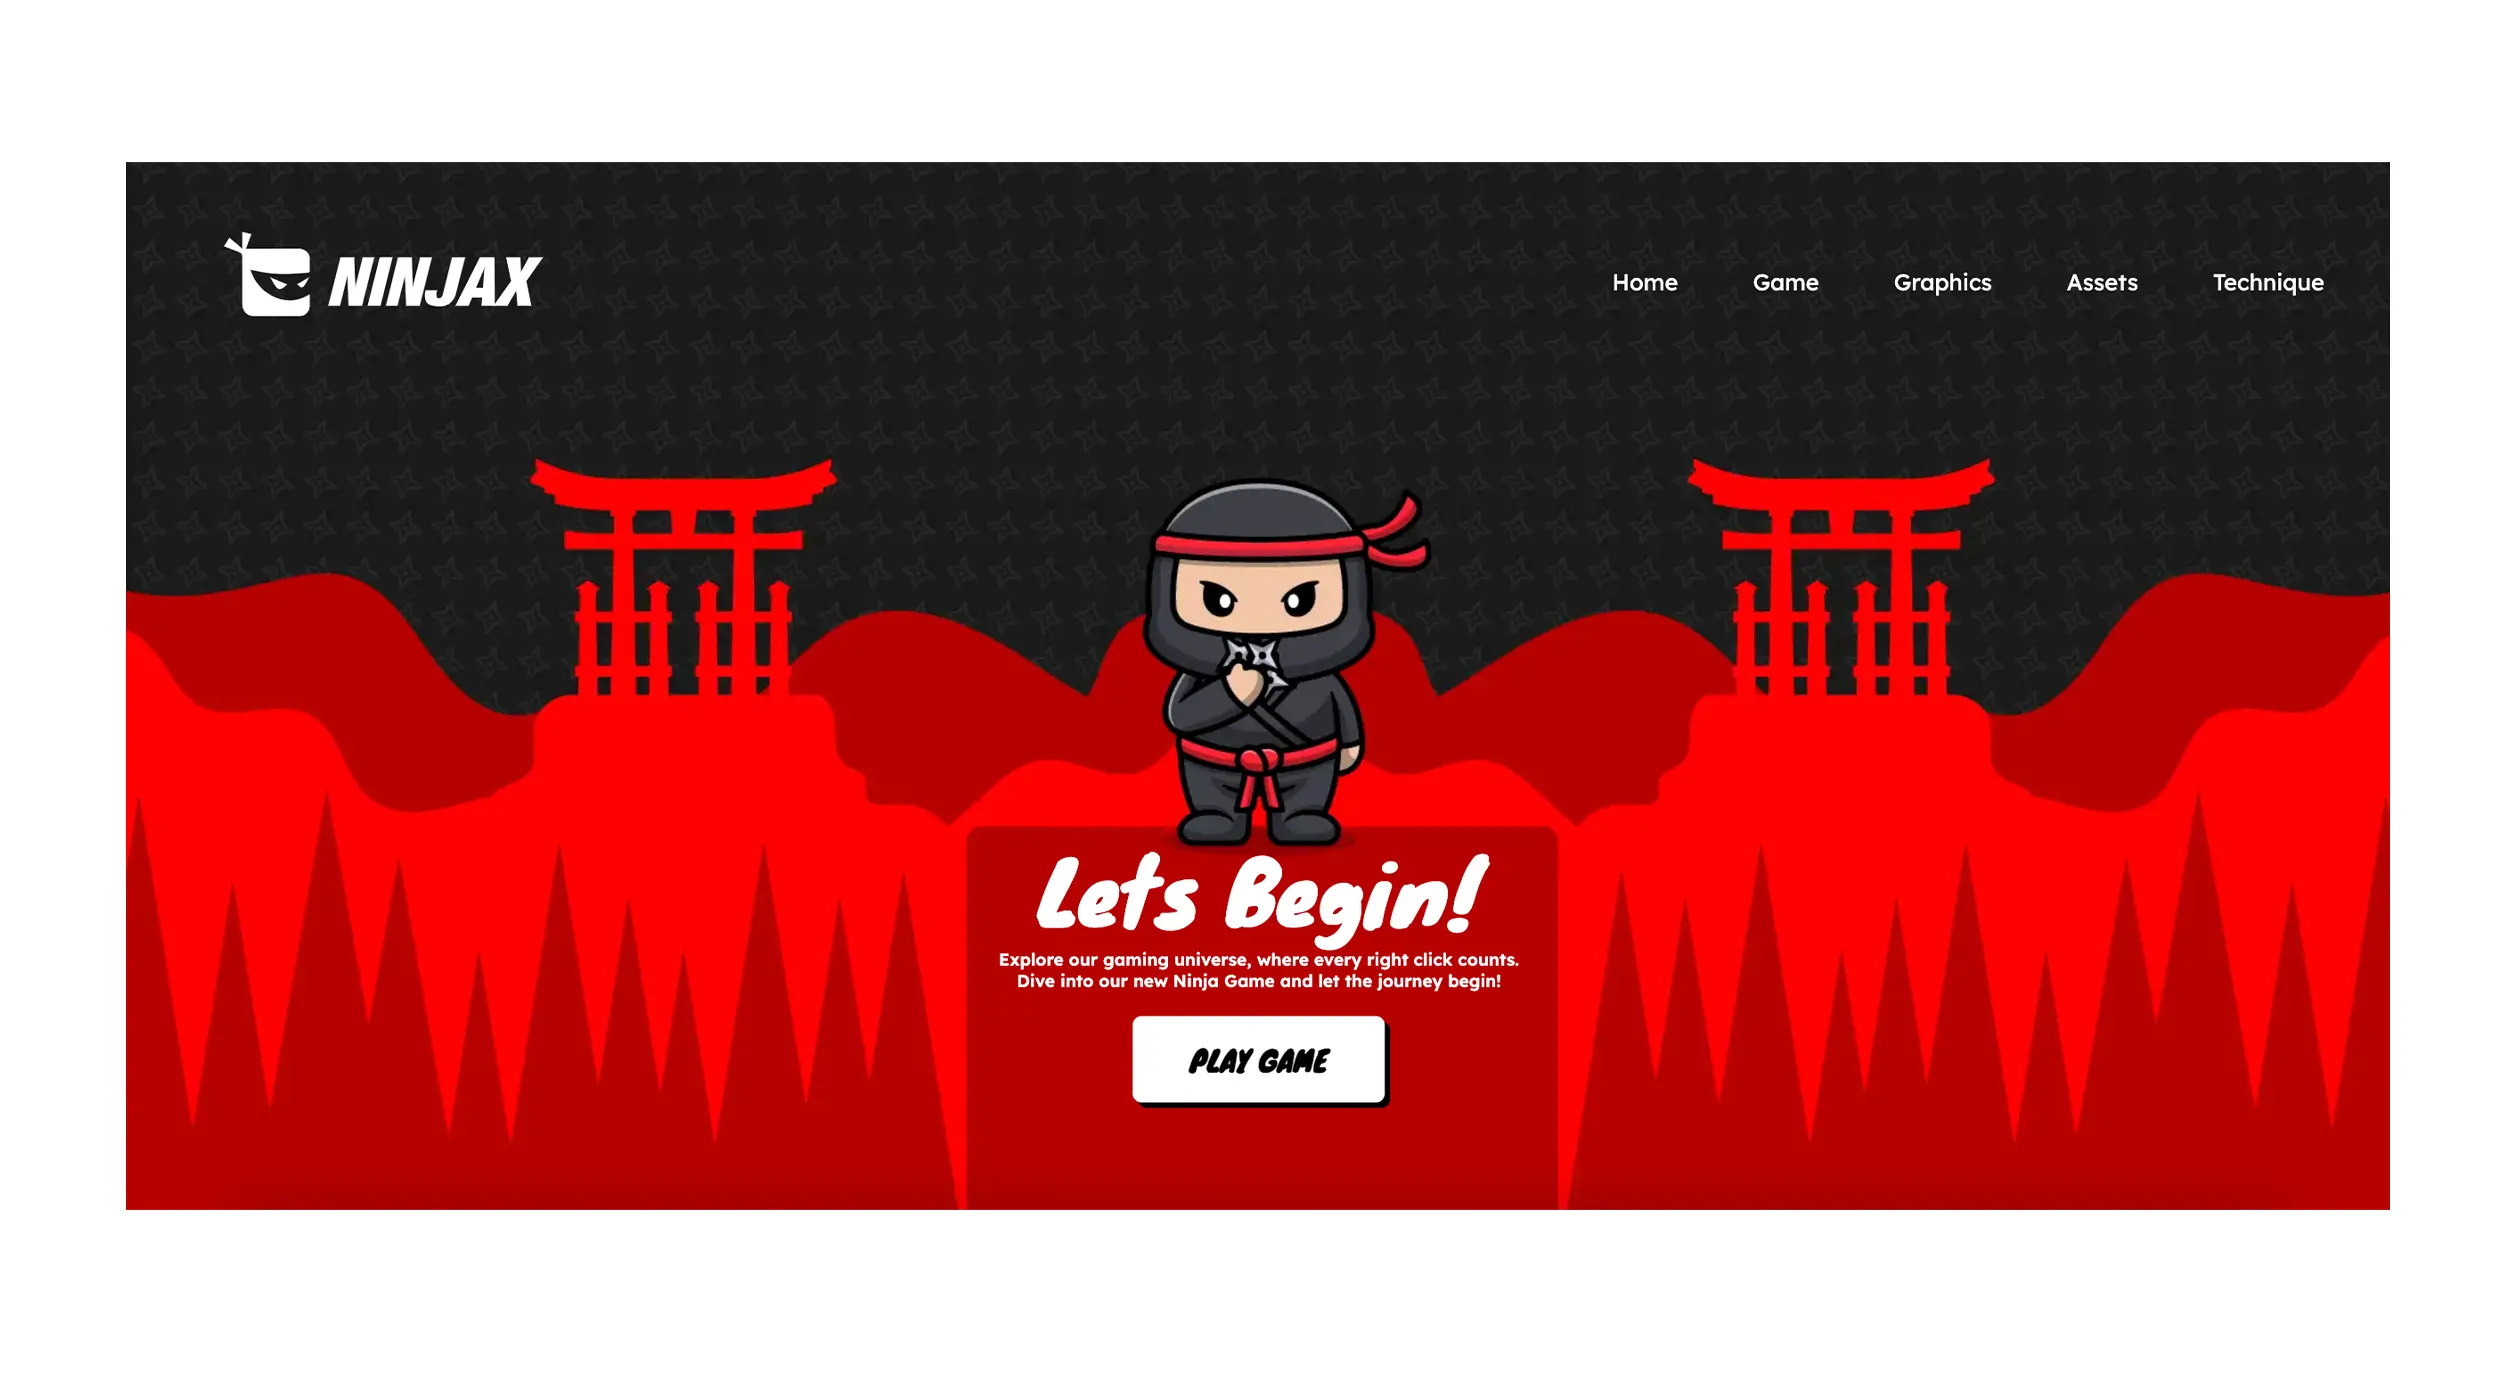 NINJAX
Home Game Graphics Assets Technique
Lets Begin!
Explore our gaming universe, where every right click counts.
Dive into our new Ninja Game and let the journey begin!
PLAY GAME